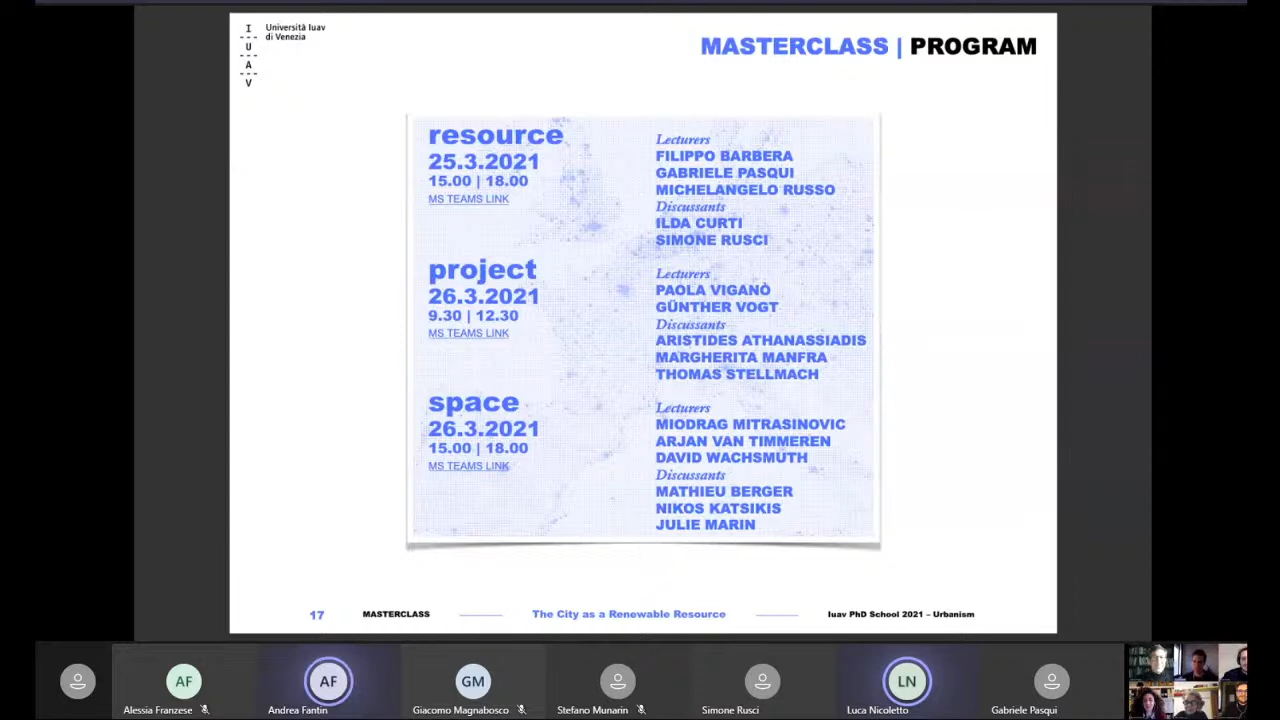 I
U
A
V
Università Iuav
di Venezia
MASTERCLASS | PROGRAM
resource
25.3.2021
15.00 | 18.00
MS TEAMS LINK
Lecturers
FILIPPO BARBERA
GABRIELE PASQUI
MICHELANGELO RUSSO
Discussants
ILDA CURTI
SIMONE RUSCI
project
26.3.2021
9.30 | 12.30
MS TEAMS LINK
Lecturers
PAOLA VIGANÒ
GÜNTHER VOGT
Discussants
ARISTIDES ATHANASSIADIS
MARGHERITA MANFRA
THOMAS STELLMACH
space
26.3.2021
15.00 | 18.00
MS TEAMS LINK
Lecturers
MIODRAG MITRASINOVIC
ARJAN VAN TIMMEREN
DAVID WACHSMUTH
Discussants
MATHIEU BERGER
NIKOS KATSIKIS
JULIE MARIN
17 MASTERCLASS The City as a Renewable Resource Iuav PhD School 2021 – Urbanism
AF AF GM LN
Alessia Franzese Andrea Fantin Giacomo Magnabosco Stefano Munarin Simone Rusci Luca Nicoletto Gabriele Pasqui